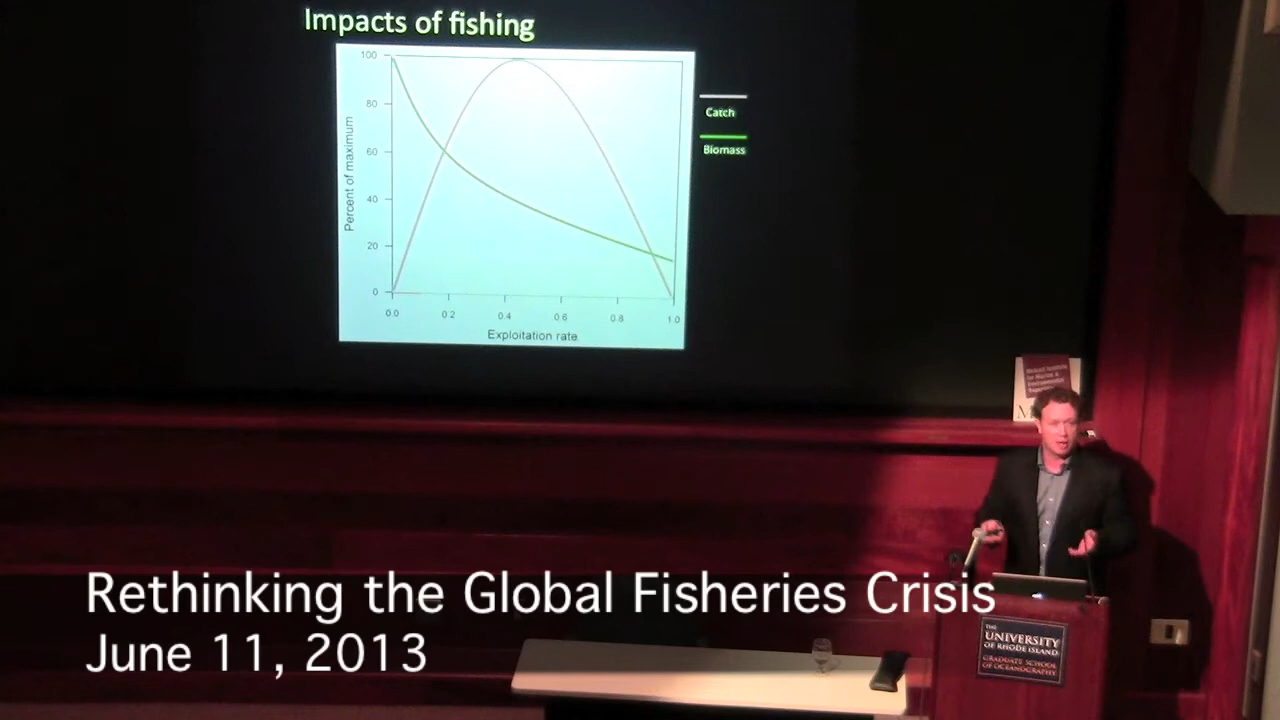 Impacts of fishing
Percent of maximum
100
80
60
40
20
0
0.0 0.2 0.4 0.6 0.8 1.0
Exploitation rate
Catch
Biomass
Rethinking the Global Fisheries Crisis
June 11, 2013
THE
UNIVERSITY
OF RHODE ISLAND
GRADUATE SCHOOL
OF OCEANOGRAPHY